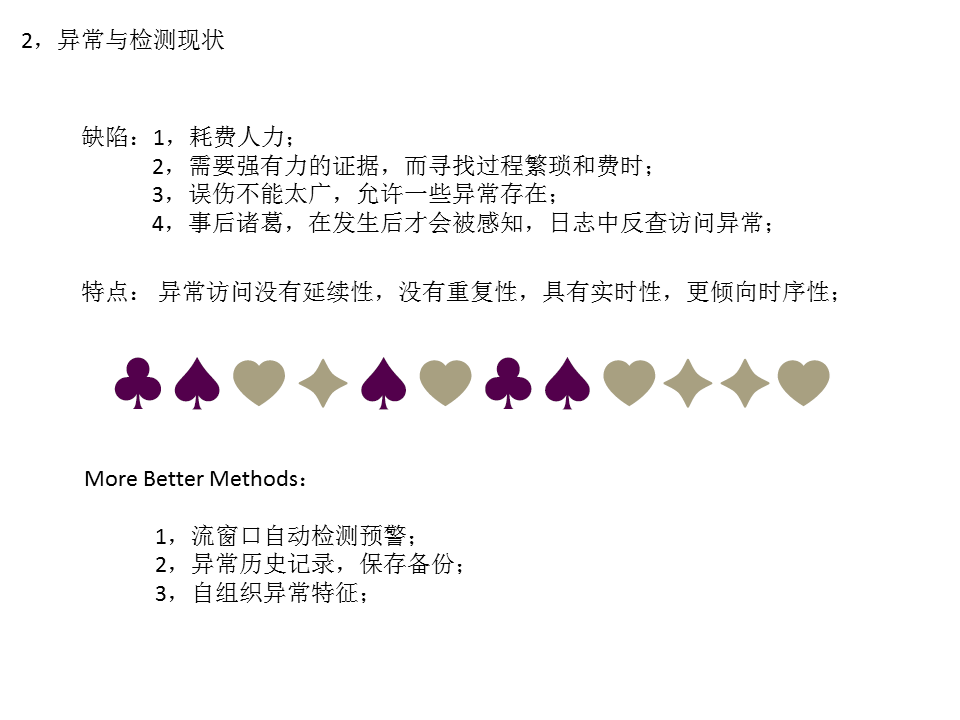 2，异常与检测现状
缺陷：1，耗费人力；
2，需要强有力的证据，而寻找过程繁琐和费时；
3，误伤不能太广，允许一些异常存在；
4，事后诸葛，在发生后才会被感知，日志中反查访问异常；
特点： 异常访问没有延续性，没有重复性，具有实时性，更倾向时序性；
More Better Methods：
1，流窗口自动检测预警；
2，异常历史记录，保存备份；
3，自组织异常特征；